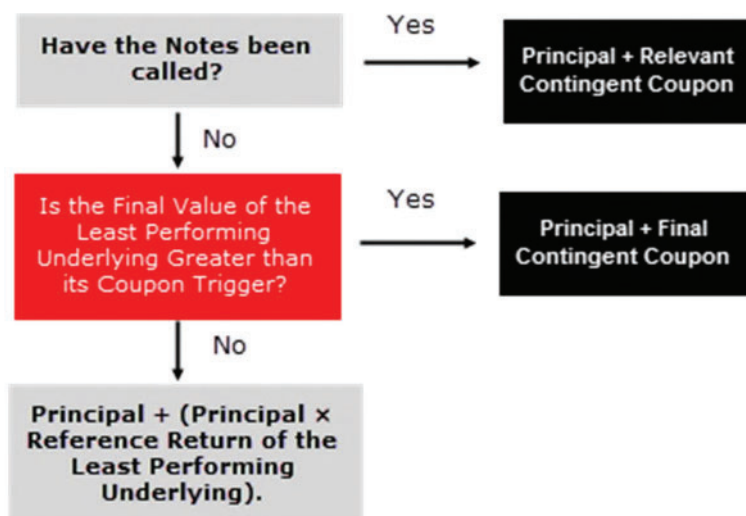 Have the Notes been
called?
Yes
Principal + Relevant
Contingent Coupon
No
Is the Final Value of the
Least Performing
Underlying Greater than
its Coupon Trigger?
Yes
Principal + Final
Contingent Coupon
No
Principal + (Principal ×
Reference Return of the
Least Performing
Underlying).